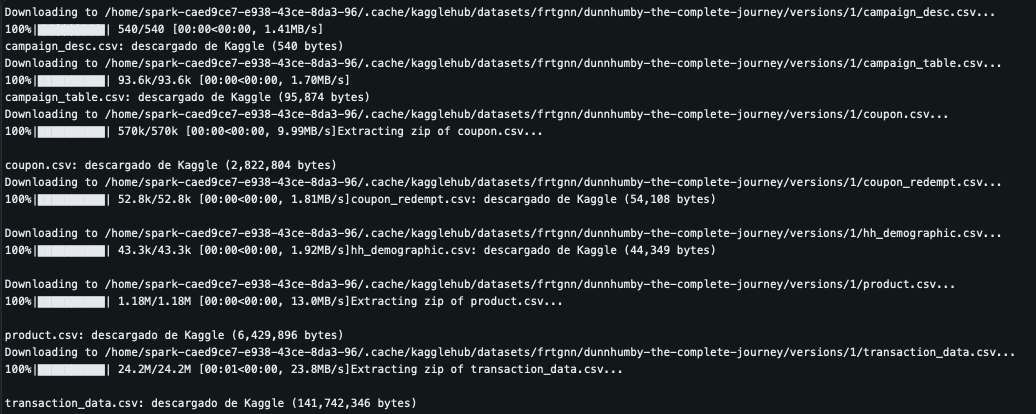 Downloading to /home/spark-caed9ce7-e938-43ce-8da3-96/.cache/kagglehub/datasets/frtgnn/dunnhumby-the-complete-journey/versions/1/campaign_desc.csv...
100%|██████████| 540/540 [00:00<00:00, 1.41MB/s]
campaign_desc.csv: descargado de Kaggle (540 bytes)
Downloading to /home/spark-caed9ce7-e938-43ce-8da3-96/.cache/kagglehub/datasets/frtgnn/dunnhumby-the-complete-journey/versions/1/campaign_table.csv...
100%|██████████| 93.6k/93.6k [00:00<00:00, 1.70MB/s]
campaign_table.csv: descargado de Kaggle (95,874 bytes)
Downloading to /home/spark-caed9ce7-e938-43ce-8da3-96/.cache/kagglehub/datasets/frtgnn/dunnhumby-the-complete-journey/versions/1/coupon.csv...
100%|██████████| 570k/570k [00:00<00:00, 9.99MB/s]Extracting zip of coupon.csv...
coupon.csv: descargado de Kaggle (2,822,804 bytes)
Downloading to /home/spark-caed9ce7-e938-43ce-8da3-96/.cache/kagglehub/datasets/frtgnn/dunnhumby-the-complete-journey/versions/1/coupon_redempt.csv...
100%|██████████| 52.8k/52.8k [00:00<00:00, 1.81MB/s]coupon_redempt.csv: descargado de Kaggle (54,108 bytes)
Downloading to /home/spark-caed9ce7-e938-43ce-8da3-96/.cache/kagglehub/datasets/frtgnn/dunnhumby-the-complete-journey/versions/1/hh_demographic.csv...
100%|██████████| 43.3k/43.3k [00:00<00:00, 1.92MB/s]hh_demographic.csv: descargado de Kaggle (44,349 bytes)
Downloading to /home/spark-caed9ce7-e938-43ce-8da3-96/.cache/kagglehub/datasets/frtgnn/dunnhumby-the-complete-journey/versions/1/product.csv...
100%|██████████| 1.18M/1.18M [00:00<00:00, 13.0MB/s]Extracting zip of product.csv...
product.csv: descargado de Kaggle (6,429,896 bytes)
Downloading to /home/spark-caed9ce7-e938-43ce-8da3-96/.cache/kagglehub/datasets/frtgnn/dunnhumby-the-complete-journey/versions/1/transaction_data.csv...
100%|██████████| 24.2M/24.2M [00:01<00:00, 23.8MB/s]Extracting zip of transaction_data.csv...
transaction_data.csv: descargado de Kaggle (141,742,346 bytes)